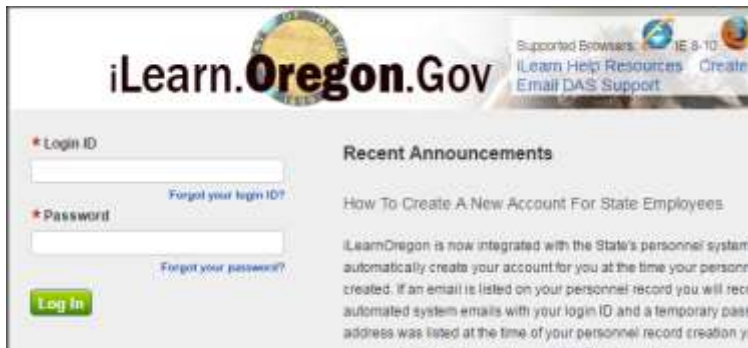 iLearn.Oregon.Gov
Supported Browsers: IE 8-10
iLearn Help Resources Create
Email DAS Support
* Login ID
Forgot your login ID?
* Password
Forgot your password?
Log In
Recent Announcements
How To Create A New Account For State Employees
iLearnOregon is now integrated with the State's personnel system
automatically create your account for you at the time your personn
created. If an email is listed on your personnel record you will rec
automated system emails with your login ID and a temporary pass
address was listed at the time of your personnel record creation y